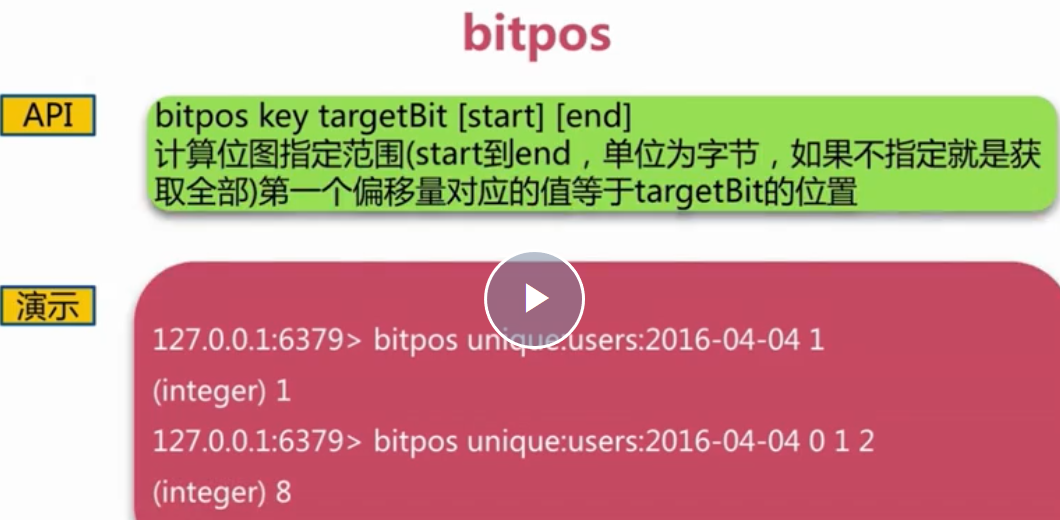 bitpos
API
bitpos key targetBit [start] [end]
计算位图指定范围(start到end，单位为字节，如果不指定就是获
取全部)第一个偏移量对应的值等于targetBit的位置
演示
127.0.0.1:6379> bitpos unique:users:2016-04-04 1
(integer) 1
127.0.0.1:6379> bitpos unique:users:2016-04-04 0 1 2
(integer) 8